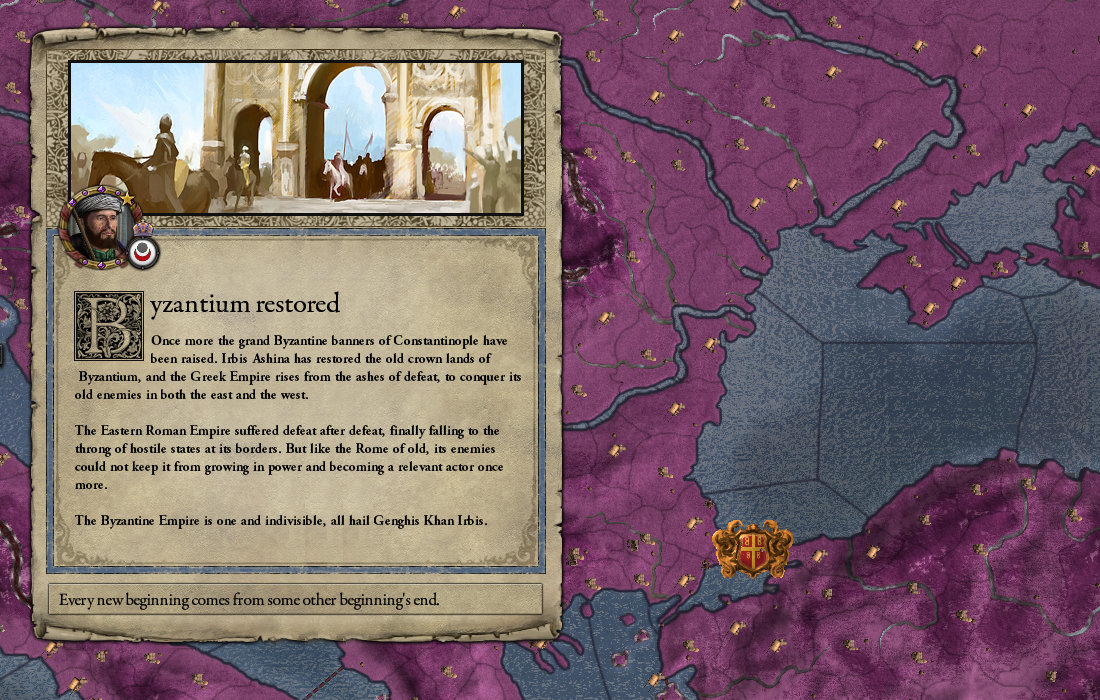 Byzantium restored
Once more the grand Byzantine banners of Constantinople have
been raised. Irbis Ashina has restored the old crown lands of
Byzantium, and the Greek Empire rises from the ashes of defeat, to conquer its
old enemies in both the east and the west.
The Eastern Roman Empire suffered defeat after defeat, finally falling to the
throng of hostile states at its borders. But like the Rome of old, its enemies
could not keep it from growing in power and becoming a relevant actor once
more.
The Byzantine Empire is one and indivisible, all hail Genghis Khan Irbis.
Every new beginning comes from some other beginning's end.